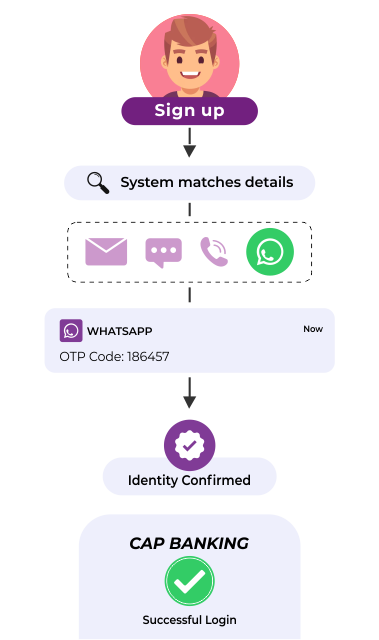 Sign up
System matches details
WHATSAPP
Now
OTP Code: 186457
Identity Confirmed
CAP BANKING
Successful Login